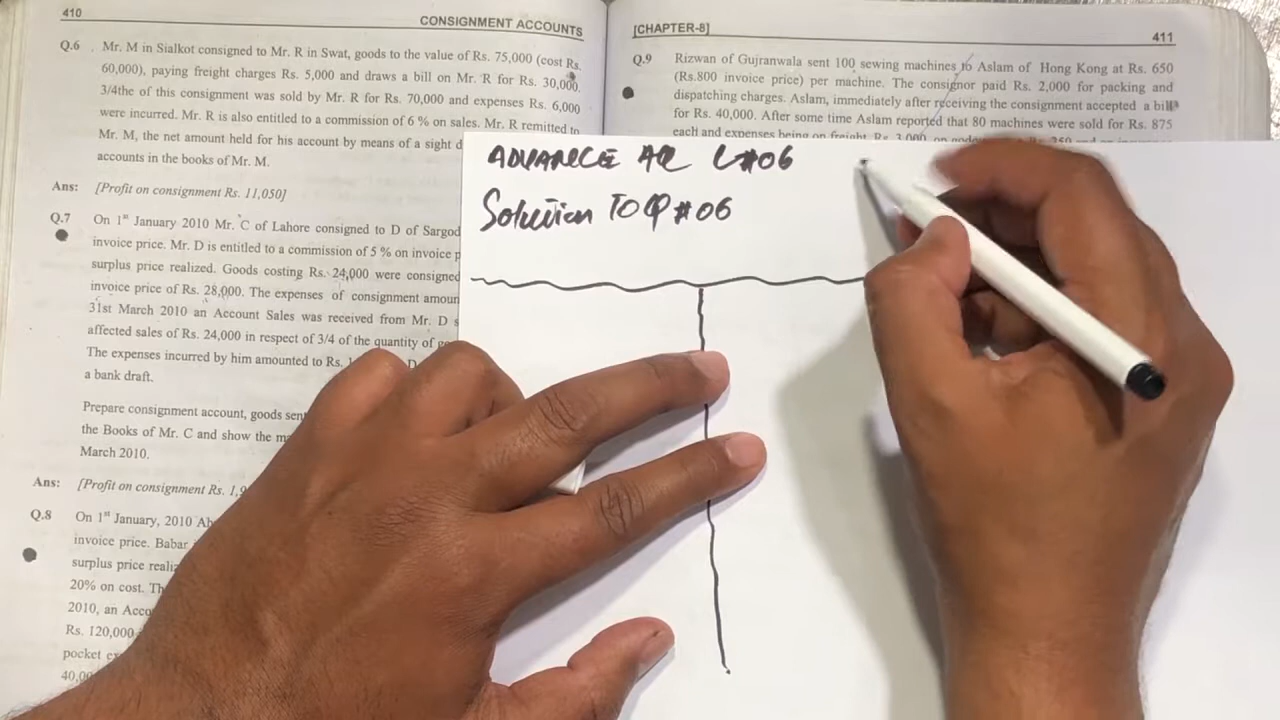 410
CONSIGNMENT ACCOUNTS
Q.6 Mr. M in Sialkot consigned to Mr. R in Swat, goods to the value of Rs. 75,000 (cost Rs.
60,000), paying freight charges Rs. 5,000 and draws a bill on Mr. R for Rs. 30,000.
3/4the of this consignment was sold by Mr. R for Rs. 70,000 and expenses Rs. 6,000
were incurred. Mr. R is also entitled to a commission of 6 % on sales. Mr. R remitted to
Mr. M, the net amount held for his account by means of a sight d
accounts in the books of Mr. M.
Ans: [Profit on consignment Rs. 11,050]
Q.7 On 1st January 2010 Mr. C of Lahore consigned to D of Sargod
invoice price. Mr. D is entitled to a commission of 5 % on invoice p
surplus price realized. Goods costing Rs. 24,000 were consigned
invoice price of Rs. 28,000. The expenses of consignment amoun
31st March 2010 an Account Sales was received from Mr. D s
affected sales of Rs. 24,000 in respect of 3/4 of the quantity of
The expenses incurred by him amounted to Rs.
a bank draft.
Prepare consignment account, goods sent
the Books of Mr. C and show the
March 2010.
Ans: [Profit on consignment Rs. 1,9
Q.8 On 1st January, 2010 Ab
invoice price. Babar
surplus price realiz
20% on cost. Th
2010, an Acco
Rs. 120,000
pocket ex
40,00
[CHAPTER-8]
411
Q.9 Rizwan of Gujranwala sent 100 sewing machines to Aslam of Hong Kong at Rs. 650
(Rs.800 invoice price) per machine. The consignor paid Rs. 2,000 for packing and
dispatching charges. Aslam, immediately after receiving the consignment accepted a bill
for Rs. 40,000. After some time Aslam reported that 80 machines were sold for Rs. 875
each and expenses being on freight Rs 3,000, on
ADVANCE AC L#06
Solution TO Q#06